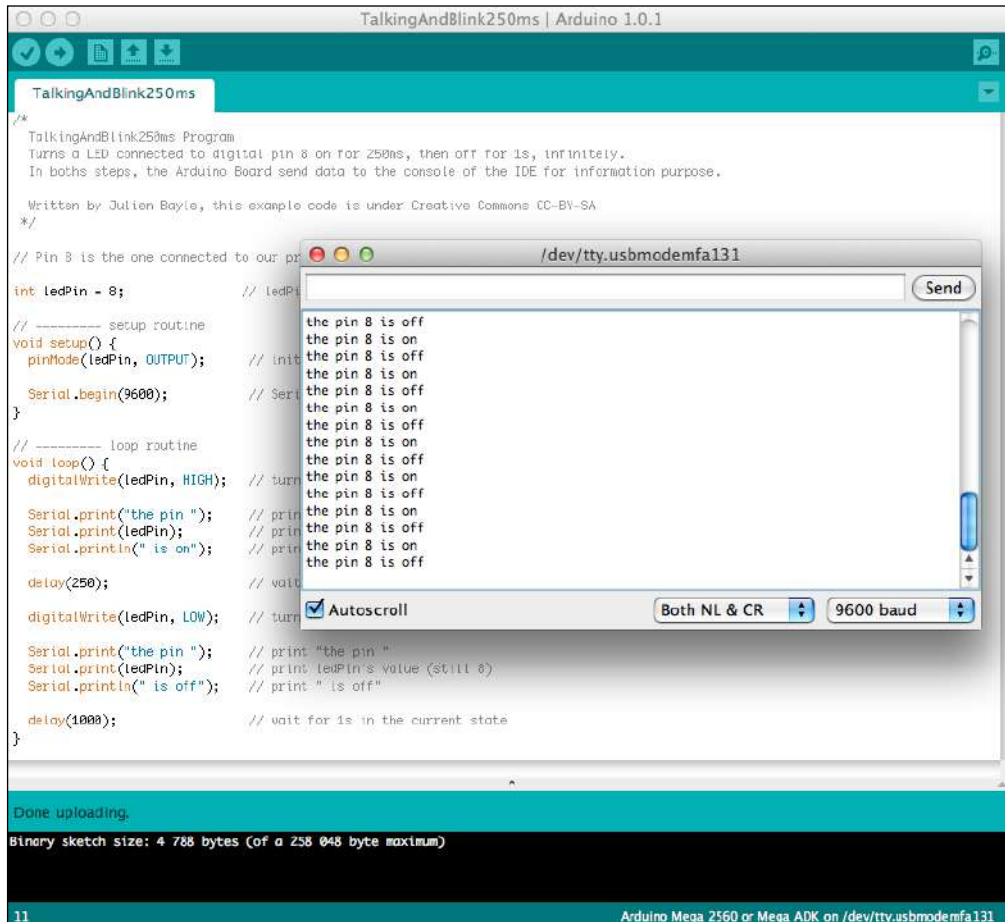 TalkingAndBlink250ms | Arduino 1.0.1
TalkingAndBlink250ms
/*
TalkingAndBlink250ms Program
Turns a LED connected to digital pin 8 on for 250ms, then off for 1s, infinitely.
In boths steps, the Arduino Board send data to the console of the IDE for information purpose.
Written by Julien Bayle, this example code is under Creative Commons CC-BY-SA
*/
// Pin 8 is the one connected to our pr
int ledPin = 8; // ledPi
// --------- setup routine
void setup() {
pinMode(ledPin, OUTPUT); // init
Serial.begin(9600); // Seri
}
// --------- loop routine
void loop() {
digitalWrite(ledPin, HIGH); // turn
Serial.print("the pin "); // prin
Serial.print(ledPin); // prin
Serial.println(" is on"); // prin
delay(250); // wait
digitalWrite(ledPin, LOW); // turn
Serial.print("the pin "); // print "the pin "
Serial.print(ledPin); // print ledPin's value (still 8)
Serial.println(" is off"); // print " is off"
delay(1000); // wait for 1s in the current state
}
/dev/tty.usbmodemfa131
Send
the pin 8 is off
the pin 8 is on
the pin 8 is off
the pin 8 is on
the pin 8 is off
the pin 8 is on
the pin 8 is off
the pin 8 is on
the pin 8 is off
the pin 8 is on
the pin 8 is off
the pin 8 is on
the pin 8 is off
the pin 8 is on
the pin 8 is off
Autoscroll
Both NL & CR
9600 baud
Done uploading.
Binary sketch size: 4 788 bytes (of a 258 048 byte maximum)
11
Arduino Mega 2560 or Mega ADK on /dev/tty.usbmodemfa131